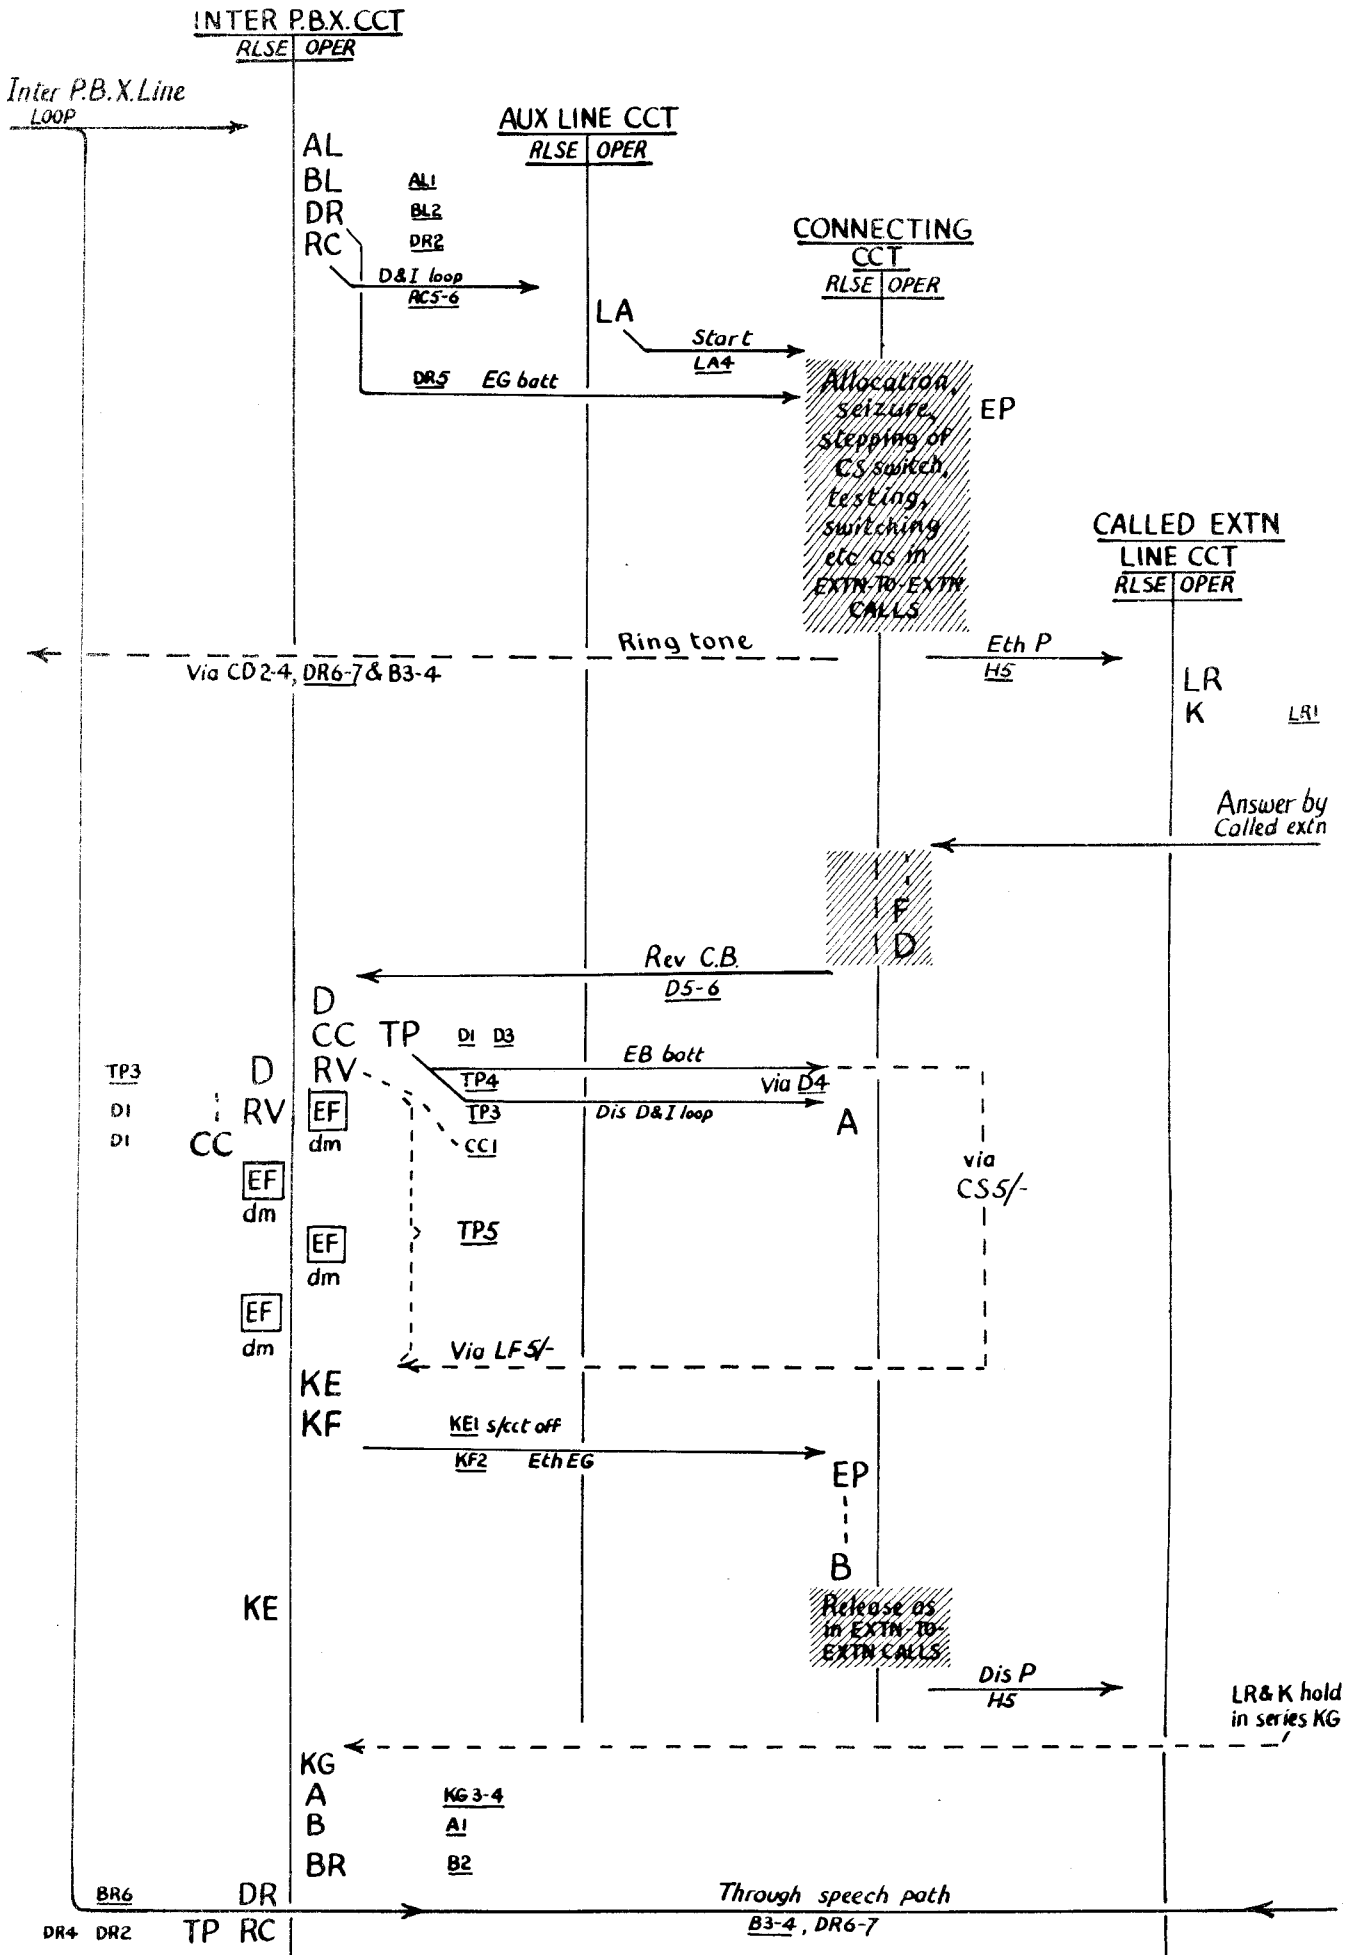 INTER P.B.X. CCT
RLSE OPER
Inter P.B.X. Line
LOOP
AUX LINE CCT
RLSE OPER
AL
BL AL1
DR BL2
RC DR2
D&I loop
RC5-6
CONNECTING
CCT
RLSE OPER
LA
Start
LA4
DR5 EG batt
Allocation,
seizure,
stepping of
CS switch,
testing,
switching
etc as in
EXTN-TO-EXTN
CALLS
EP
CALLED EXTN
LINE CCT
RLSE OPER
Ring tone
Via CD2-4, DR6-7 & B3-4
Eth P
H5
LR
K LR1
Answer by
Called extn
F
D
Rev C.B.
D5-6
D
CC TP D1 D3
TP3 D RV
EB batt
TP4 Via D4
D1 RV EF
dm
TP3 Dis D&I loop
A
D1 CC
CC1
via
CS5/-
EF
dm
TP5
EF
dm
EF
dm
Via LF5/-
KE
KF
KE1 s/cct off
KF2 Eth EG
EP
B
KE
Release as
in EXTN-TO-
EXTN CALLS
Dis P
H5
LR&K hold
in series KG
KG
A KG3-4
B A1
BR B2
BR6 DR
Through speech path
B3-4, DR6-7
DR4 DR2 TP RC